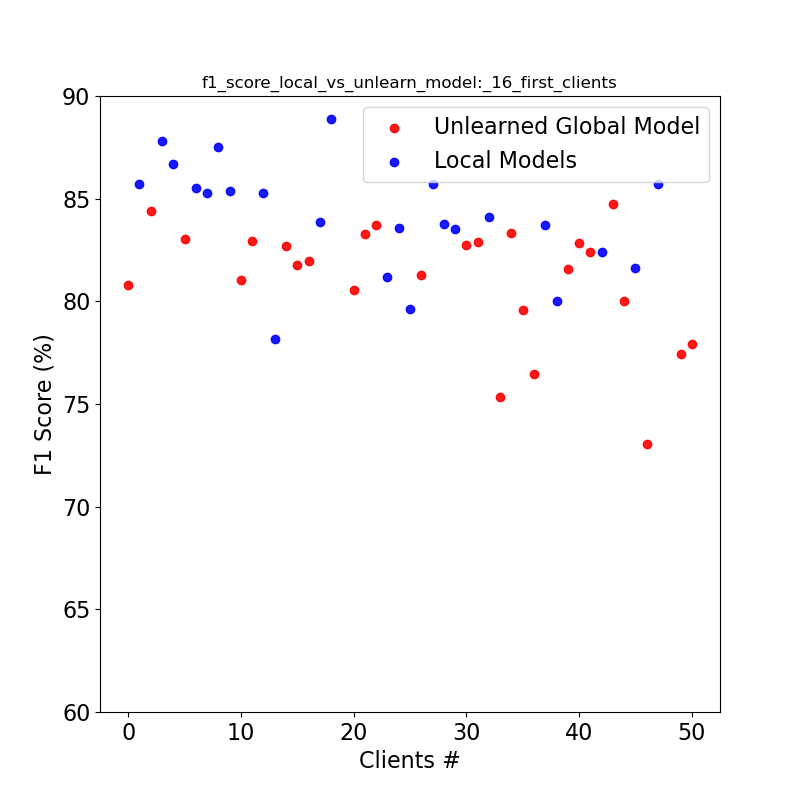 f1_score_local_vs_unlearn_model:_16_first_clients
90
Unlearned Global Model
Local Models
85
80
75
70
65
60
F1 Score (%)
0 10 20 30 40 50
Clients #